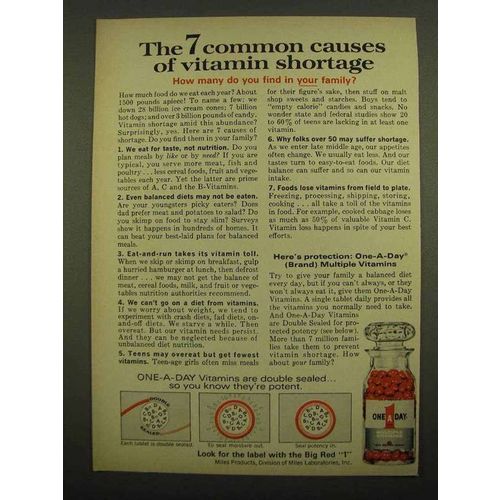 The 7 common causes
of vitamin shortage
How many do you find in your family?
How much food do we eat each year? About
1500 pounds apiece! To name a few: we
down 28 billion ice cream cones; 7 billion
hot dogs; and over 3 billion pounds of candy.
Vitamin shortage amid this abundance?
Surprisingly, yes. Here are 7 causes of
shortage. Do you find them in your family?
1. We eat for taste, not nutrition. Do you
plan meals by like or by need? If you are
typical, you serve more meat, fish and
poultry . . . less cereal foods, fruit and vege-
tables each year. Yet the latter are prime
sources of A, C and the B-Vitamins.
2. Even balanced diets may not be eaten.
Are your youngsters picky eaters? Does
dad prefer meat and potatoes to salad? Do
you skimp on food to stay slim? Surveys
show it happens in hundreds of homes. It
can beat your best-laid plans for balanced
meals.
3. Eat-and-run takes its vitamin toll.
When we skip or skimp on breakfast, gulp
a hurried hamburger at lunch, then defrost
dinner . . . we may not get the balance of
meat, cereal foods, milk, and fruit or vege-
tables nutrition authorities recommend.
4. We can't go on a diet from vitamins.
If we worry about weight, we tend to
experiment with crash diets, fad diets, on-
and-off diets. We starve a while. Then
overeat. But our vitamin needs persist.
And they can be neglected because of
unbalanced diet nutrition.
5. Teens may overeat but get fewest
vitamins. Teen-age girls often miss meals
for their figure's sake, then stuff on malt
shop sweets and starches. Boys tend to
"empty calorie" candies and snacks. No
wonder state and federal studies show 20
to 60% of teens are lacking in at least one
vitamin.
6. Why folks over 50 may suffer shortage.
As we enter late middle age, our appetites
often change. We usually eat less. And our
tastes turn to easy-to-eat foods. Our diet
balance can suffer and so can our vitamin
intake.
7. Foods lose vitamins from field to plate.
Freezing, processing, shipping, storing,
cooking . . . all take a toll of the vitamins
in food. For example, cooked cabbage loses
as much as 50% of valuable Vitamin C.
Vitamin loss happens in spite of your best
efforts.
Here's protection: One-A-Day®
(Brand) Multiple Vitamins
Try to give your family a balanced diet
every day, but if you can't always, or they
won't always eat it, give them One-A-Day
Vitamins. A single tablet daily provides all
the vitamins you normally need to take.
And One-A-Day Vitamins
are Double Sealed for pro-
tected potency (see below).
More than 7 million fami-
lies take them to prevent
vitamin shortage. How
about your family?
ONE-A-DAY Vitamins are double sealed...
so you know they're potent.
DOUBLE
SEALED
Each tablet is double sealed.
To seal moisture out.
Seal potency in.
Look for the label with the Big Red "1"
Miles Products, Division of Miles Laboratories, Inc.
ONE A DAY
MULTIPLE
VITAMINS